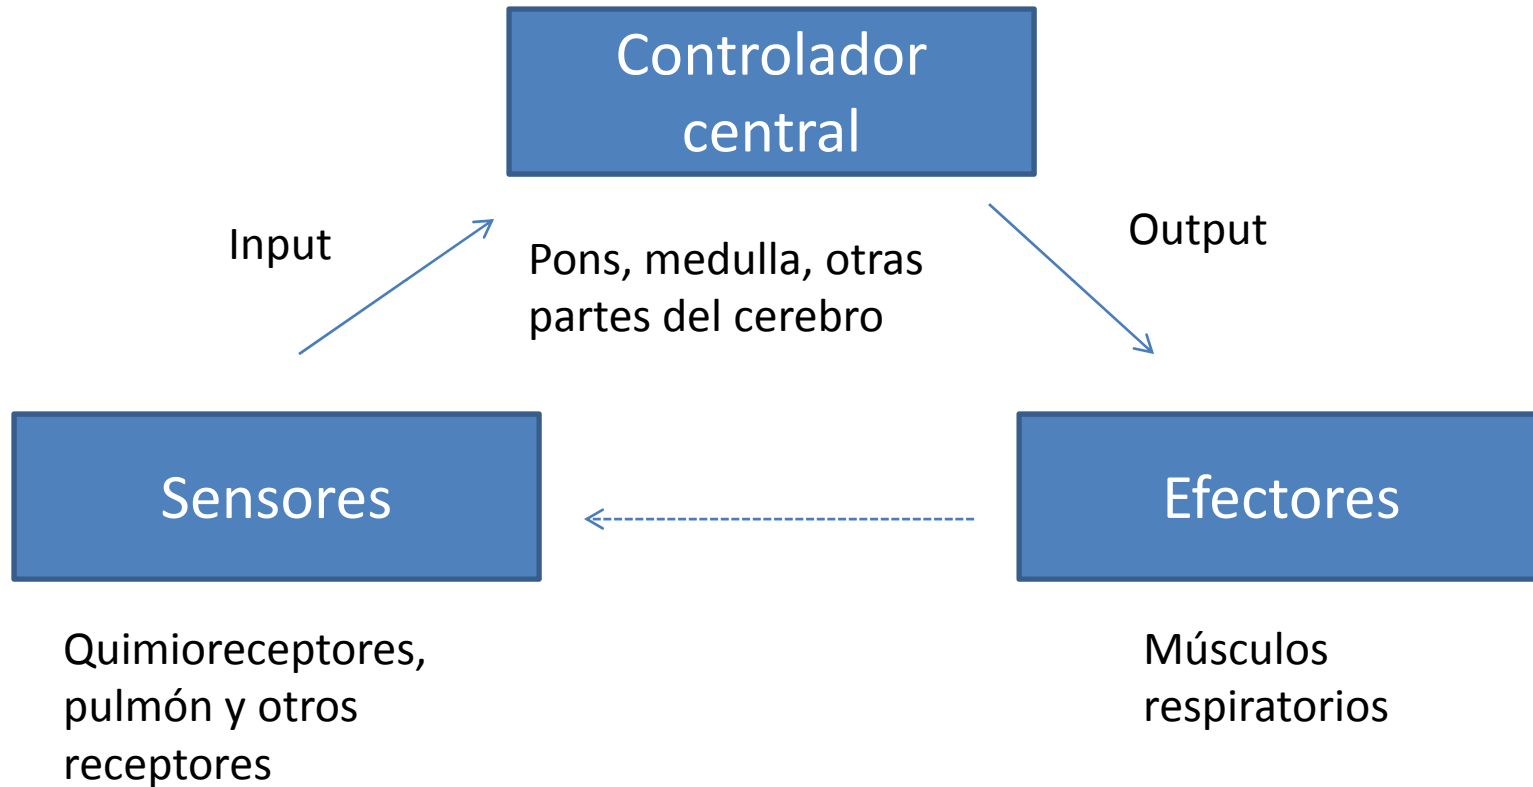 Controlador
central
Input
Output
Pons, medulla, otras
partes del cerebro
Sensores
Efectores
Quimioreceptores,
pulmón y otros
receptores
Músculos
respiratorios